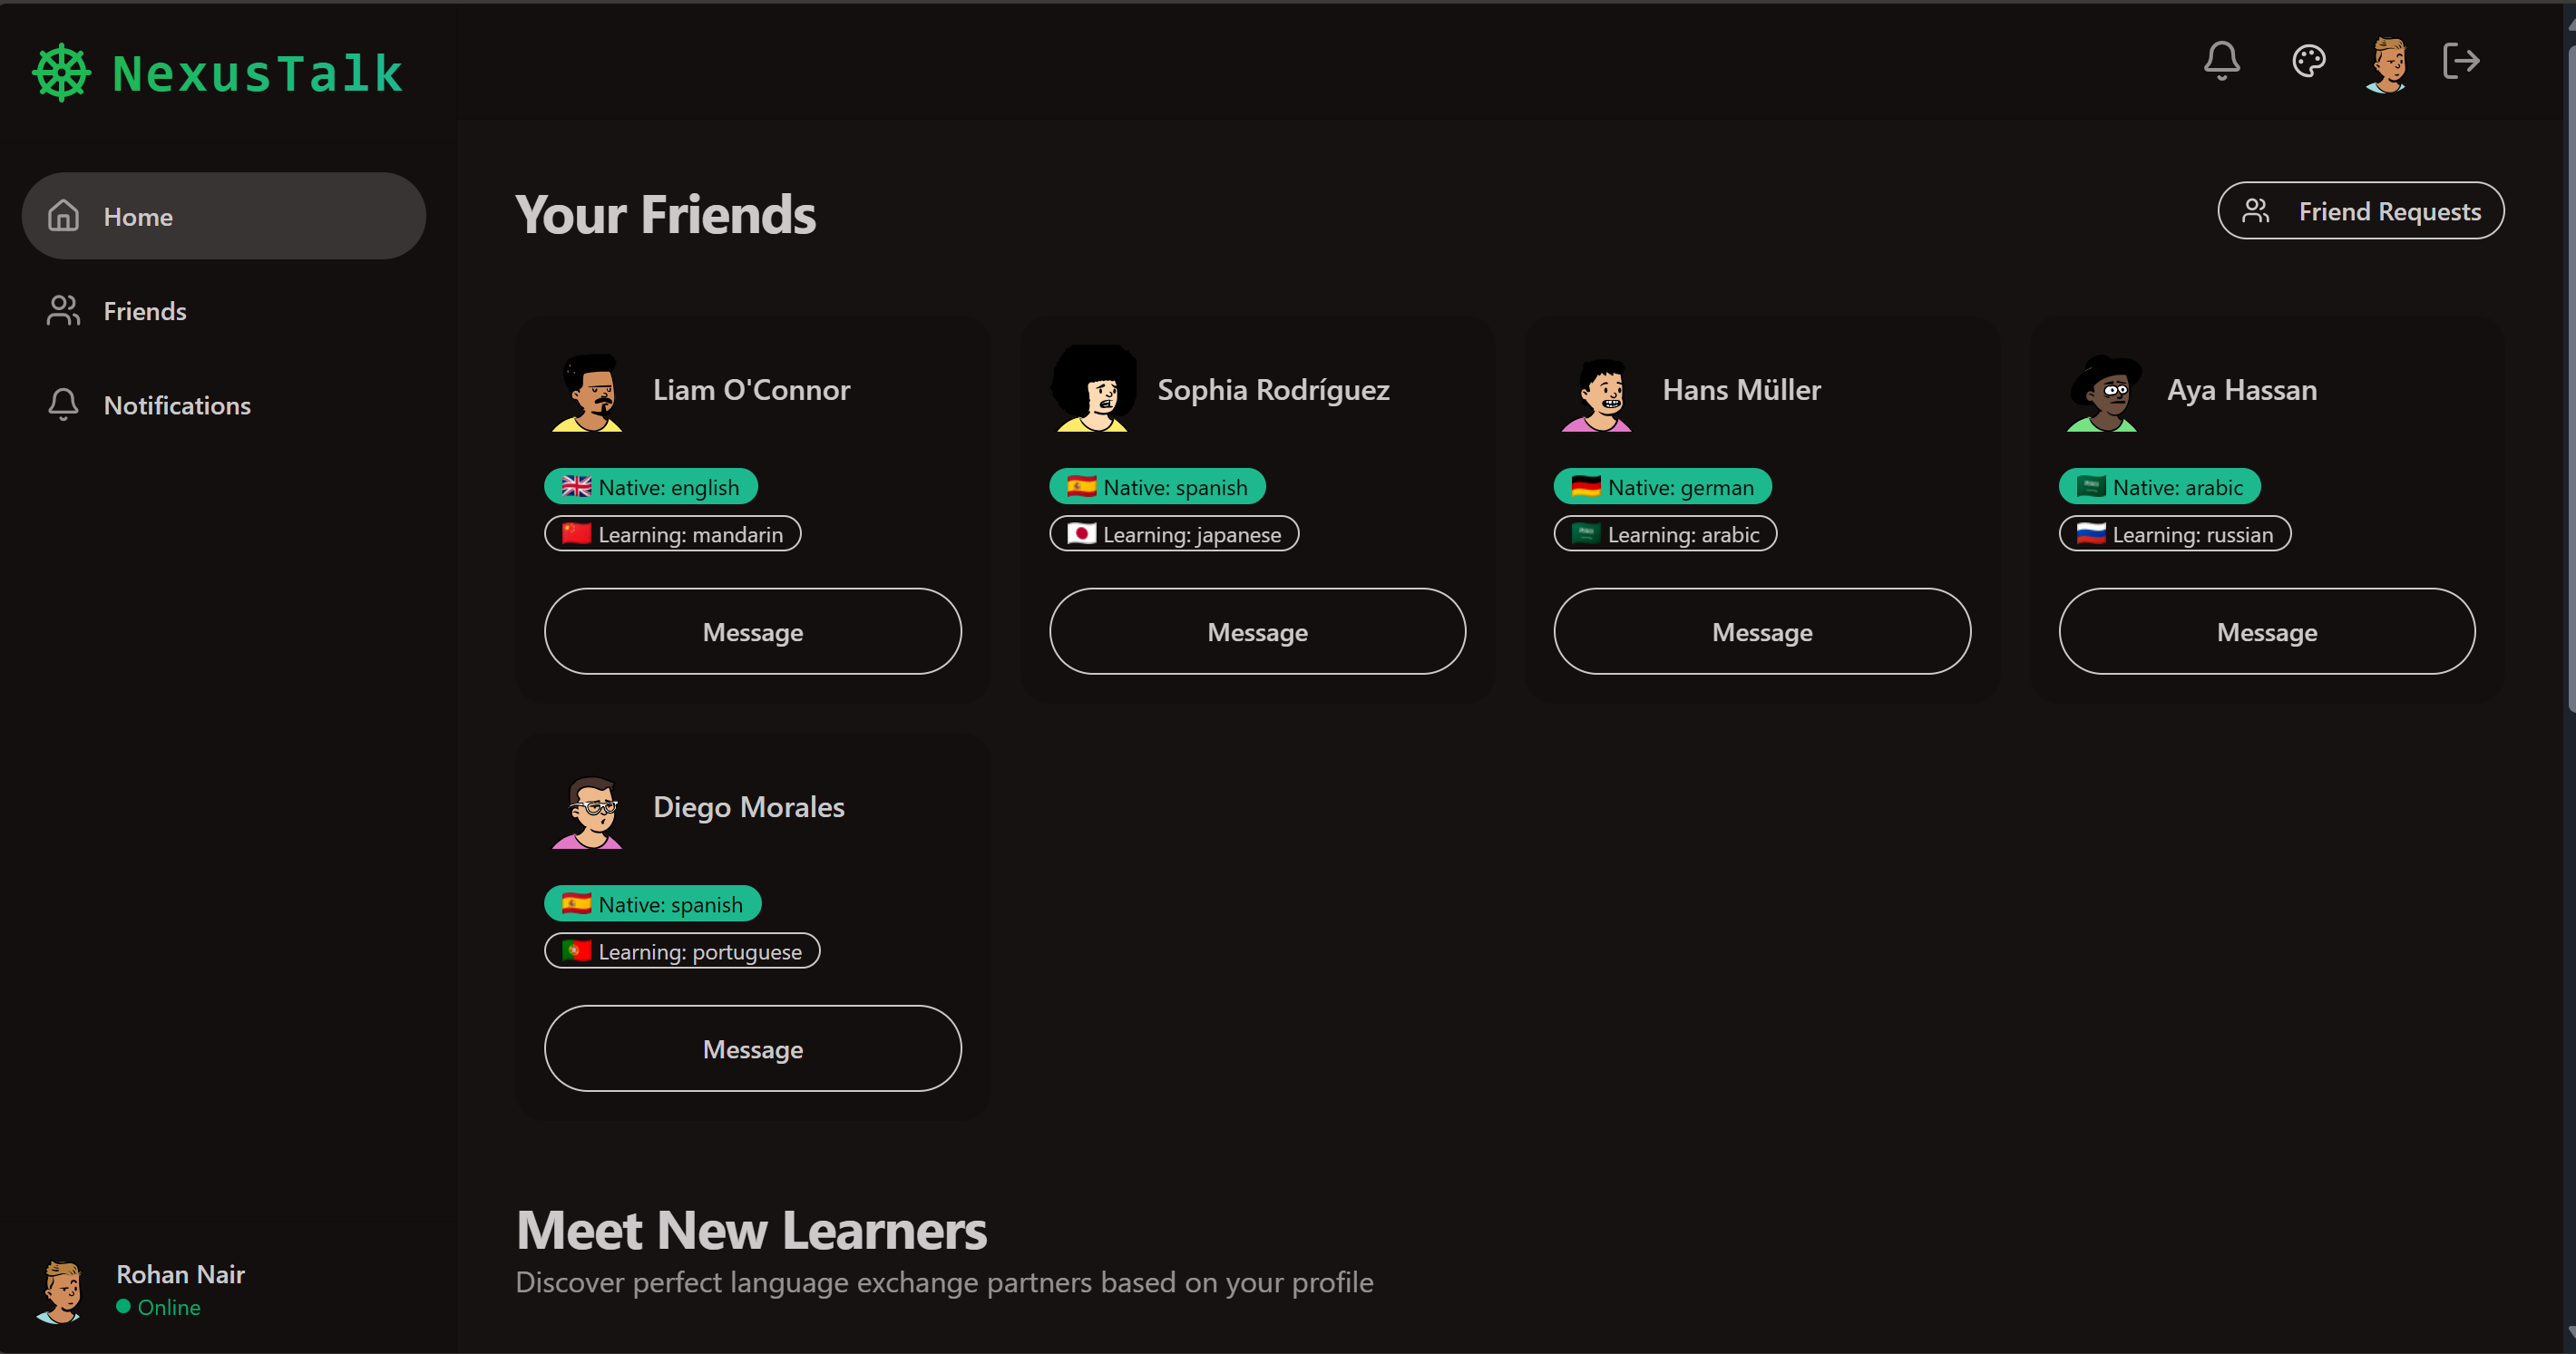 NexusTalk
Home
Friends
Notifications
Your Friends
Friend Requests
Liam O'Connor
Native: english
Learning: mandarin
Message
Sophia Rodríguez
Native: spanish
Learning: japanese
Message
Hans Müller
Native: german
Learning: arabic
Message
Aya Hassan
Native: arabic
Learning: russian
Message
Diego Morales
Native: spanish
Learning: portuguese
Message
Meet New Learners
Discover perfect language exchange partners based on your profile
Rohan Nair
Online